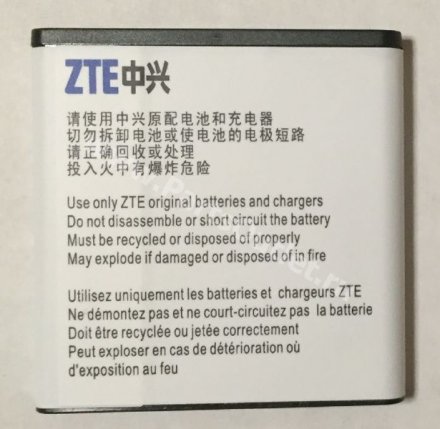 ZTE中兴
请使用中兴原配电池和充电器
切勿拆卸电池或使电池的电极短路
请正确回收或处理
投入火中有爆炸危险
Use only ZTE original batteries and chargers
Do not disassemble or short circuit the battery
Must be recycled or disposed of properly
May explode if damaged or disposed of in fire
Utilisez uniquement les batteries et chargeurs ZTE
Ne démontez pas et ne court-circuitez pas la batterie
Doit être recyclée ou jetée correctement
Peut exploser en cas de détérioration où
d'exposition au feu